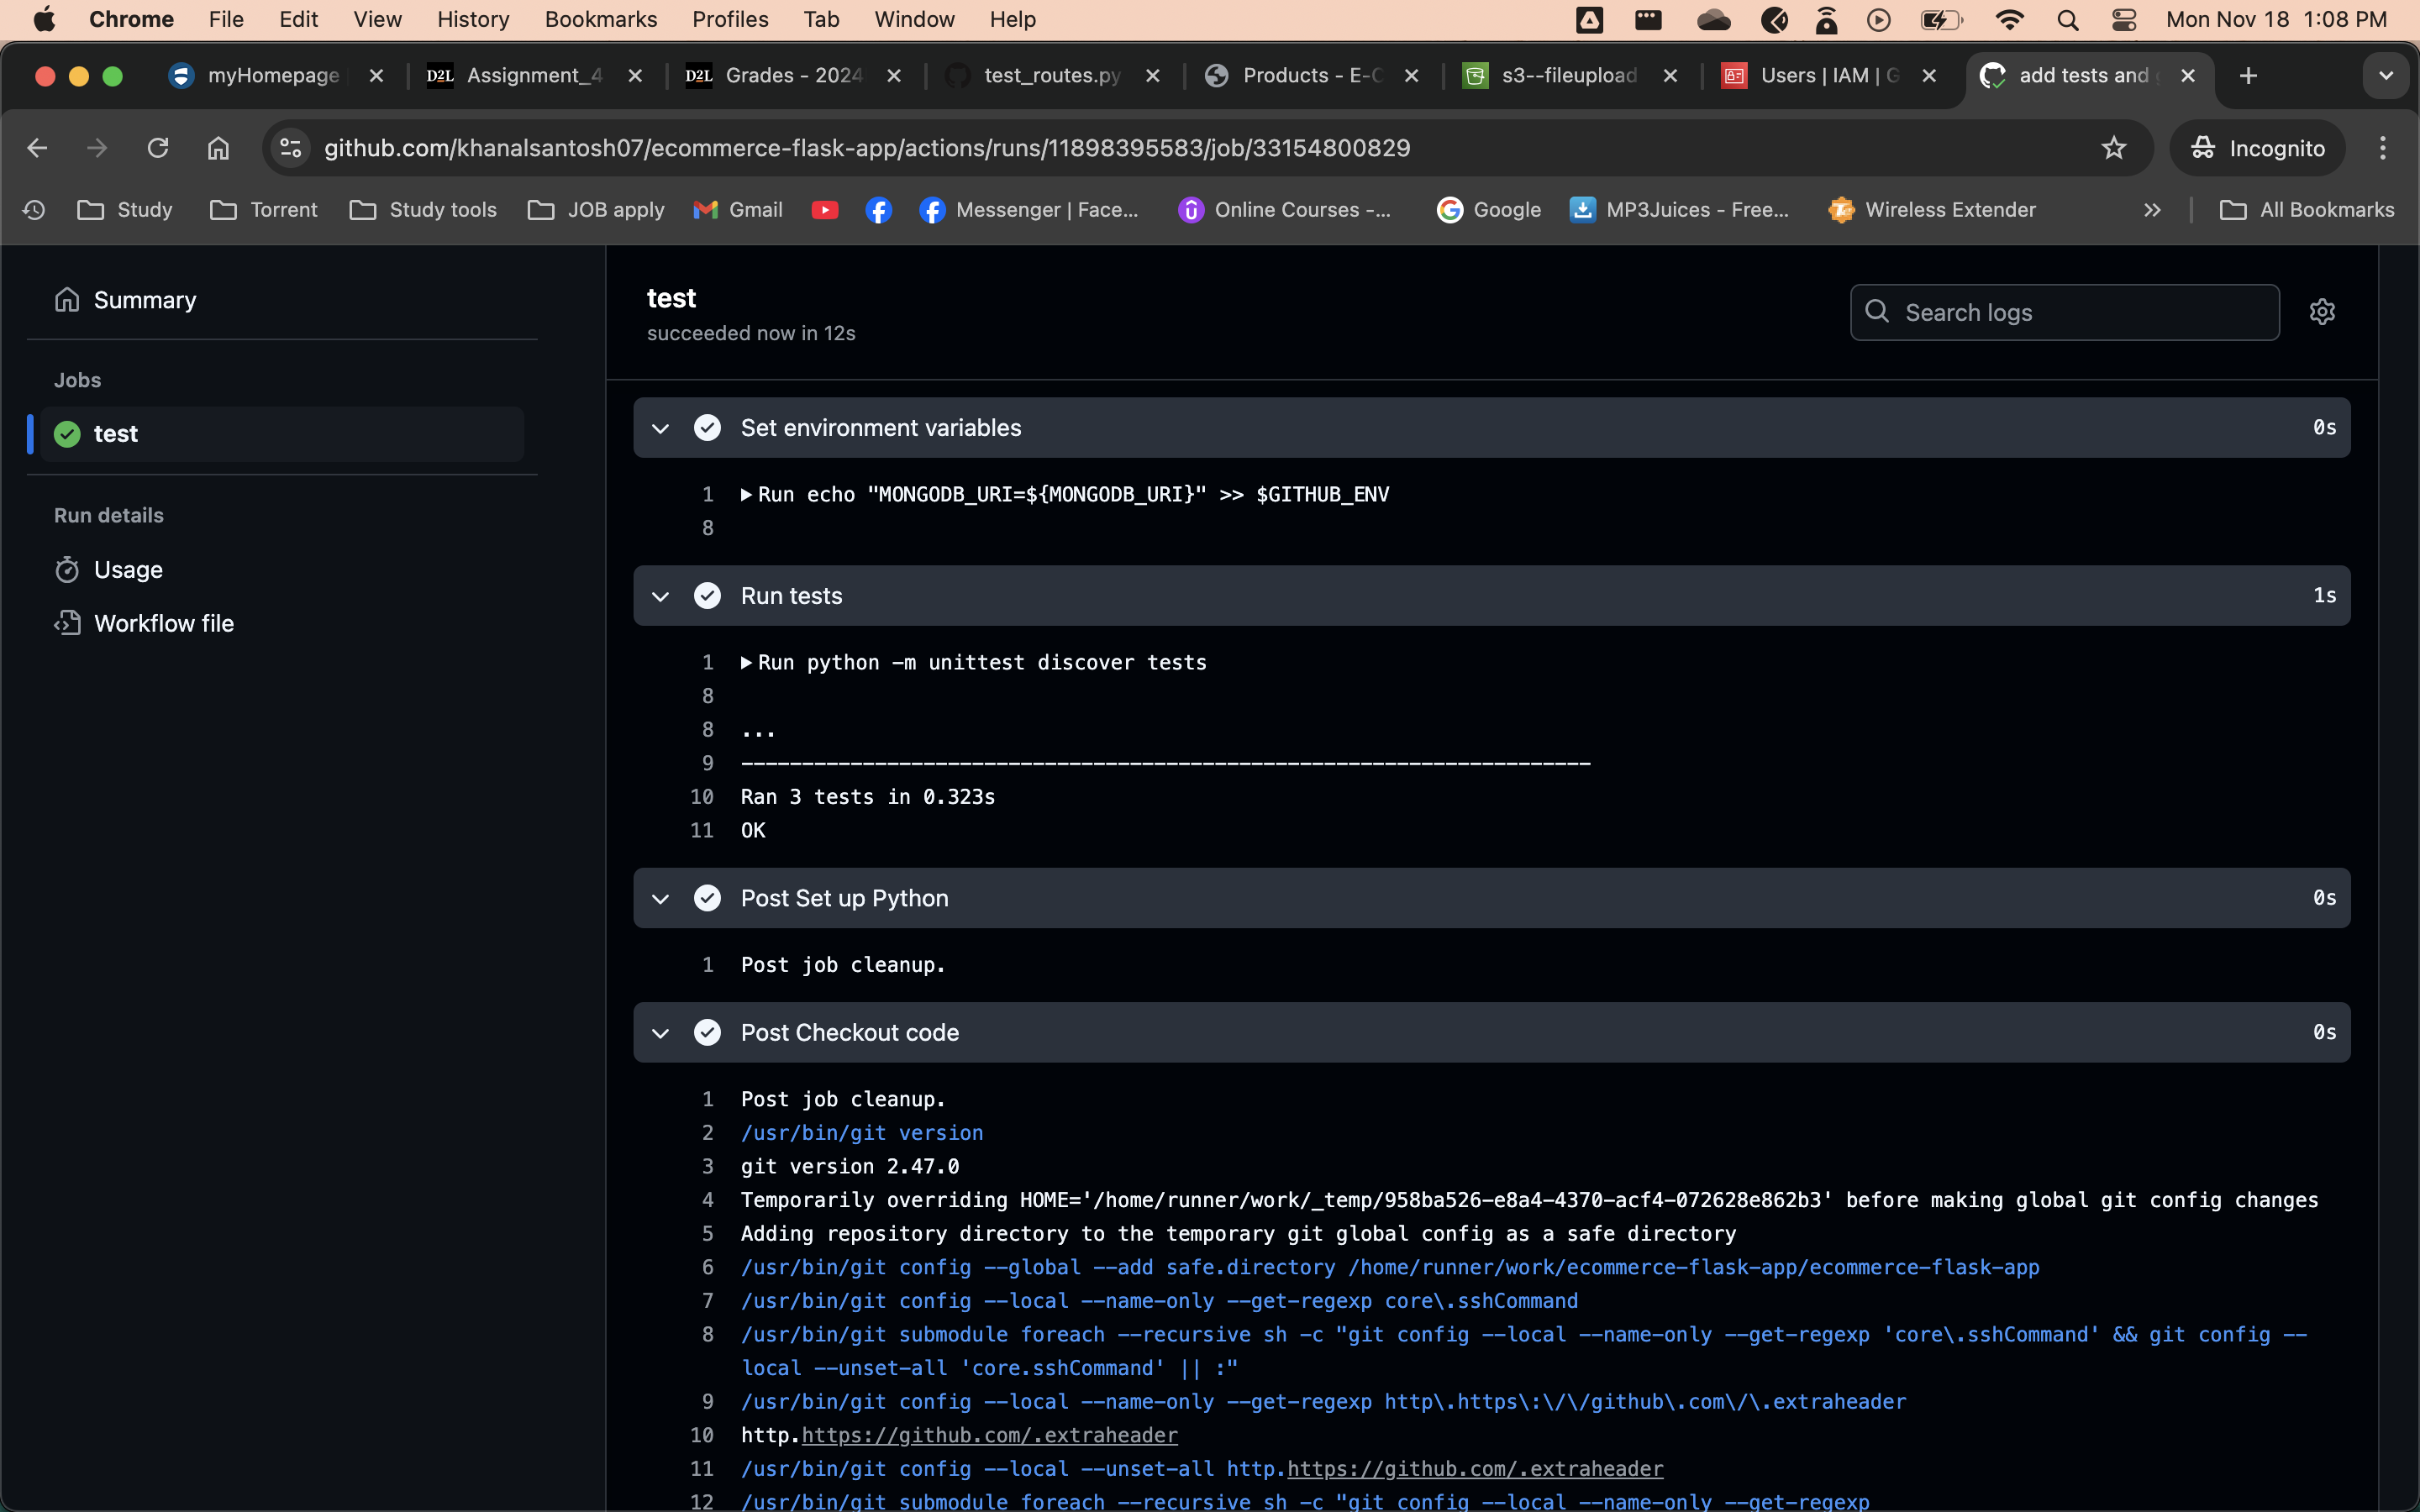 Chrome File Edit View History Bookmarks Profiles Tab Window Help Mon Nov 18 1:08 PM
myHomepage D2L Assignment_4 D2L Grades - 2024 test_routes.py Products - E-C s3--fileupload Users | IAM | G add tests and
github.com/khanalsantosh07/ecommerce-flask-app/actions/runs/11898395583/job/33154800829 Incognito
Study Torrent Study tools JOB apply Gmail Messenger | Face... Online Courses -... Google MP3Juices - Free... Wireless Extender All Bookmarks
Summary
Jobs
test
Run details
Usage
Workflow file
test
succeeded now in 12s
Search logs
Set environment variables 0s
1 Run echo "MONGODB_URI=${MONGODB_URI}" >> $GITHUB_ENV
8
Run tests 1s
1 Run python -m unittest discover tests
8
8 ...
9 ----------------------------------------------------------------------
10 Ran 3 tests in 0.323s
11 OK
Post Set up Python 0s
1 Post job cleanup.
Post Checkout code 0s
1 Post job cleanup.
2 /usr/bin/git version
3 git version 2.47.0
4 Temporarily overriding HOME='/home/runner/work/_temp/958ba526-e8a4-4370-acf4-072628e862b3' before making global git config changes
5 Adding repository directory to the temporary git global config as a safe directory
6 /usr/bin/git config --global --add safe.directory /home/runner/work/ecommerce-flask-app/ecommerce-flask-app
7 /usr/bin/git config --local --name-only --get-regexp core\.sshCommand
8 /usr/bin/git submodule foreach --recursive sh -c "git config --local --name-only --get-regexp 'core\.sshCommand' && git config --
local --unset-all 'core.sshCommand' || :"
9 /usr/bin/git config --local --name-only --get-regexp http\.https\:\/\/github\.com\/\.extraheader
10 http.https://github.com/.extraheader
11 /usr/bin/git config --local --unset-all http.https://github.com/.extraheader
12 /usr/bin/git submodule foreach --recursive sh -c "git config --local --name-only --get-regexp